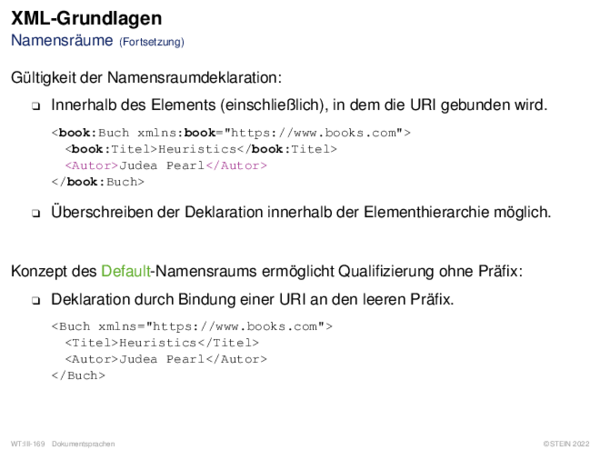 XML-Grundlagen
Namensräume (Fortsetzung)
Gültigkeit der Namensraumdeklaration:
❑ Innerhalb des Elements (einschließlich), in dem die URI gebunden wird.
<book:Buch xmlns:book="https://www.books.com">
<book:Titel>Heuristics</book:Titel>
<Autor>Judea Pearl</Autor>
</book:Buch>
❑ Überschreiben der Deklaration innerhalb der Elementhierarchie möglich.
Konzept des Default-Namensraums ermöglicht Qualifizierung ohne Präfix:
❑ Deklaration durch Bindung einer URI an den leeren Präfix.
<Buch xmlns="https://www.books.com">
<Titel>Heuristics</Titel>
<Autor>Judea Pearl</Autor>
</Buch>
WT:III-169 Dokumentsprachen ©STEIN 2022